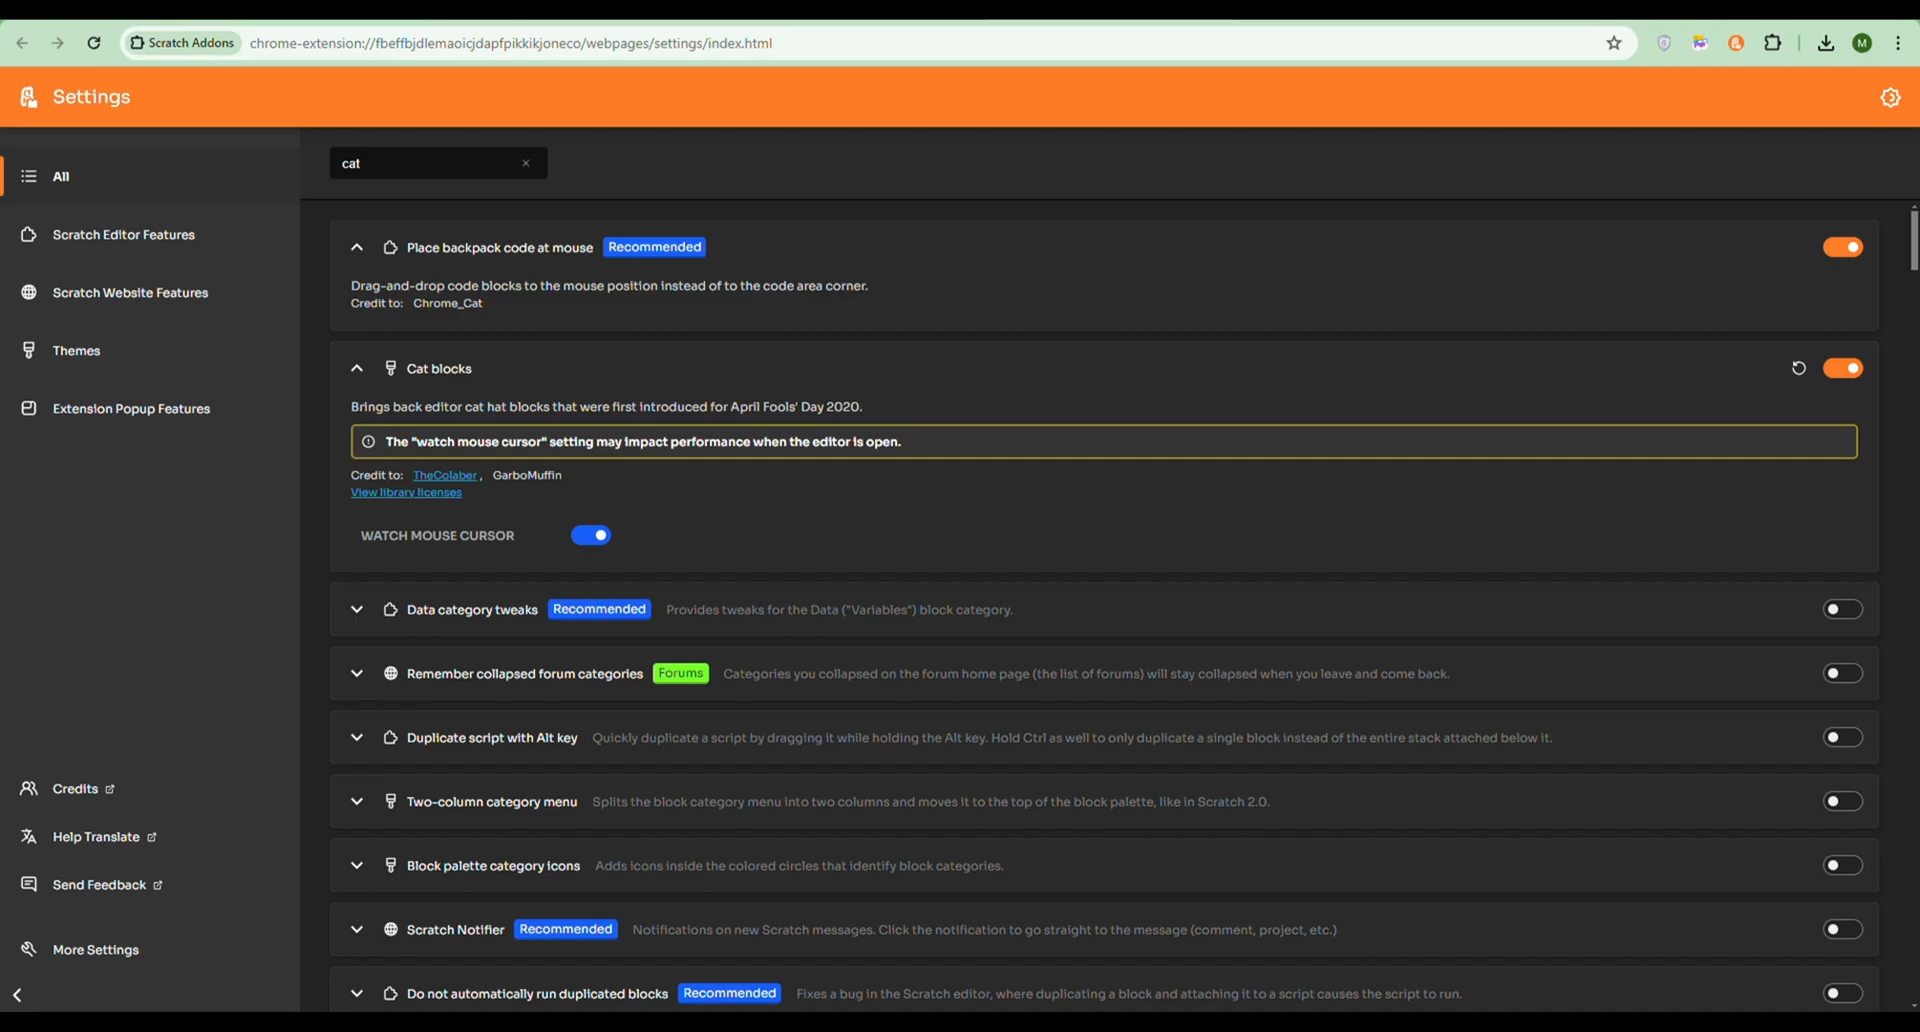 Scratch Addons
chrome-extension://fbeffbjdlemaoicjdapfpikkikjoneco/webpages/settings/index.html
M
Settings
All
Scratch Editor Features
Scratch Website Features
Themes
Extension Popup Features
Credits
Help Translate
Send Feedback
More Settings
cat
Place backpack code at mouse Recommended
Drag-and-drop code blocks to the mouse position instead of to the code area corner.
Credit to: Chrome_Cat
Cat blocks
Brings back editor cat hat blocks that were first introduced for April Fools' Day 2020.
The "watch mouse cursor" setting may impact performance when the editor is open.
Credit to: TheColaber, GarboMuffin
View library licenses
WATCH MOUSE CURSOR
Data category tweaks Recommended Provides tweaks for the Data ("Variables") block category.
Remember collapsed forum categories Forums Categories you collapsed on the forum home page (the list of forums) will stay collapsed when you leave and come back.
Duplicate script with Alt key Quickly duplicate a script by dragging it while holding the Alt key. Hold Ctrl as well to only duplicate a single block instead of the entire stack attached below it.
Two-column category menu Splits the block category menu into two columns and moves it to the top of the block palette, like in Scratch 2.0.
Block palette category icons Adds icons inside the colored circles that identify block categories.
Scratch Notifier Recommended Notifications on new Scratch messages. Click the notification to go straight to the message (comment, project, etc.)
Do not automatically run duplicated blocks Recommended Fixes a bug in the Scratch editor, where duplicating a block and attaching it to a script causes the script to run.